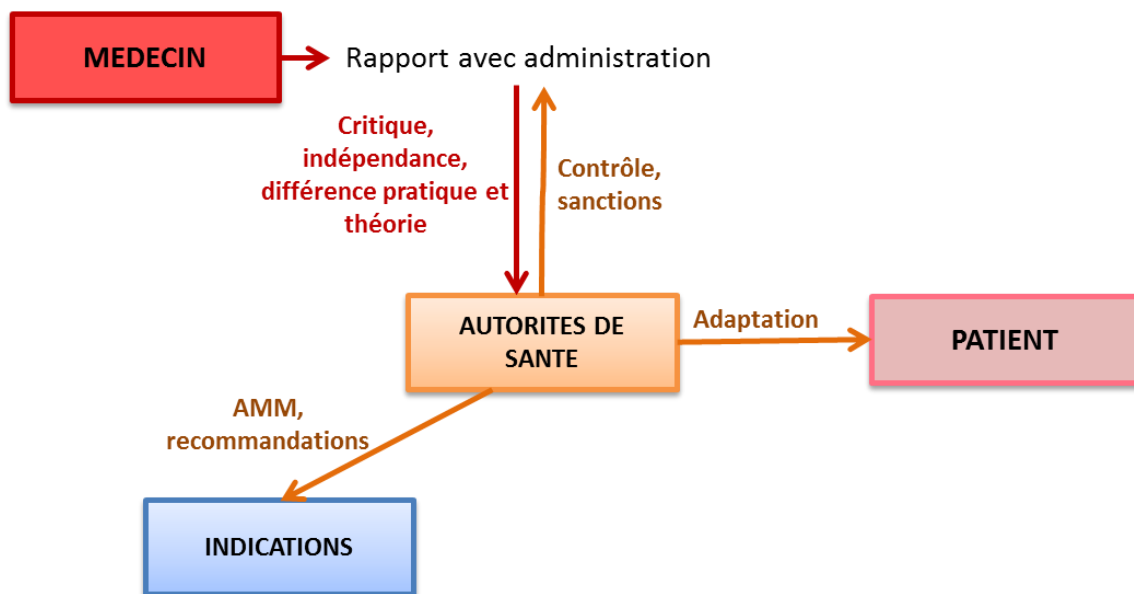 MEDECIN
Rapport avec administration
Critique,
indépendance,
différence pratique et
théorie
Contrôle,
sanctions
AUTORITES DE
SANTE
Adaptation
PATIENT
AMM,
recommandations
INDICATIONS